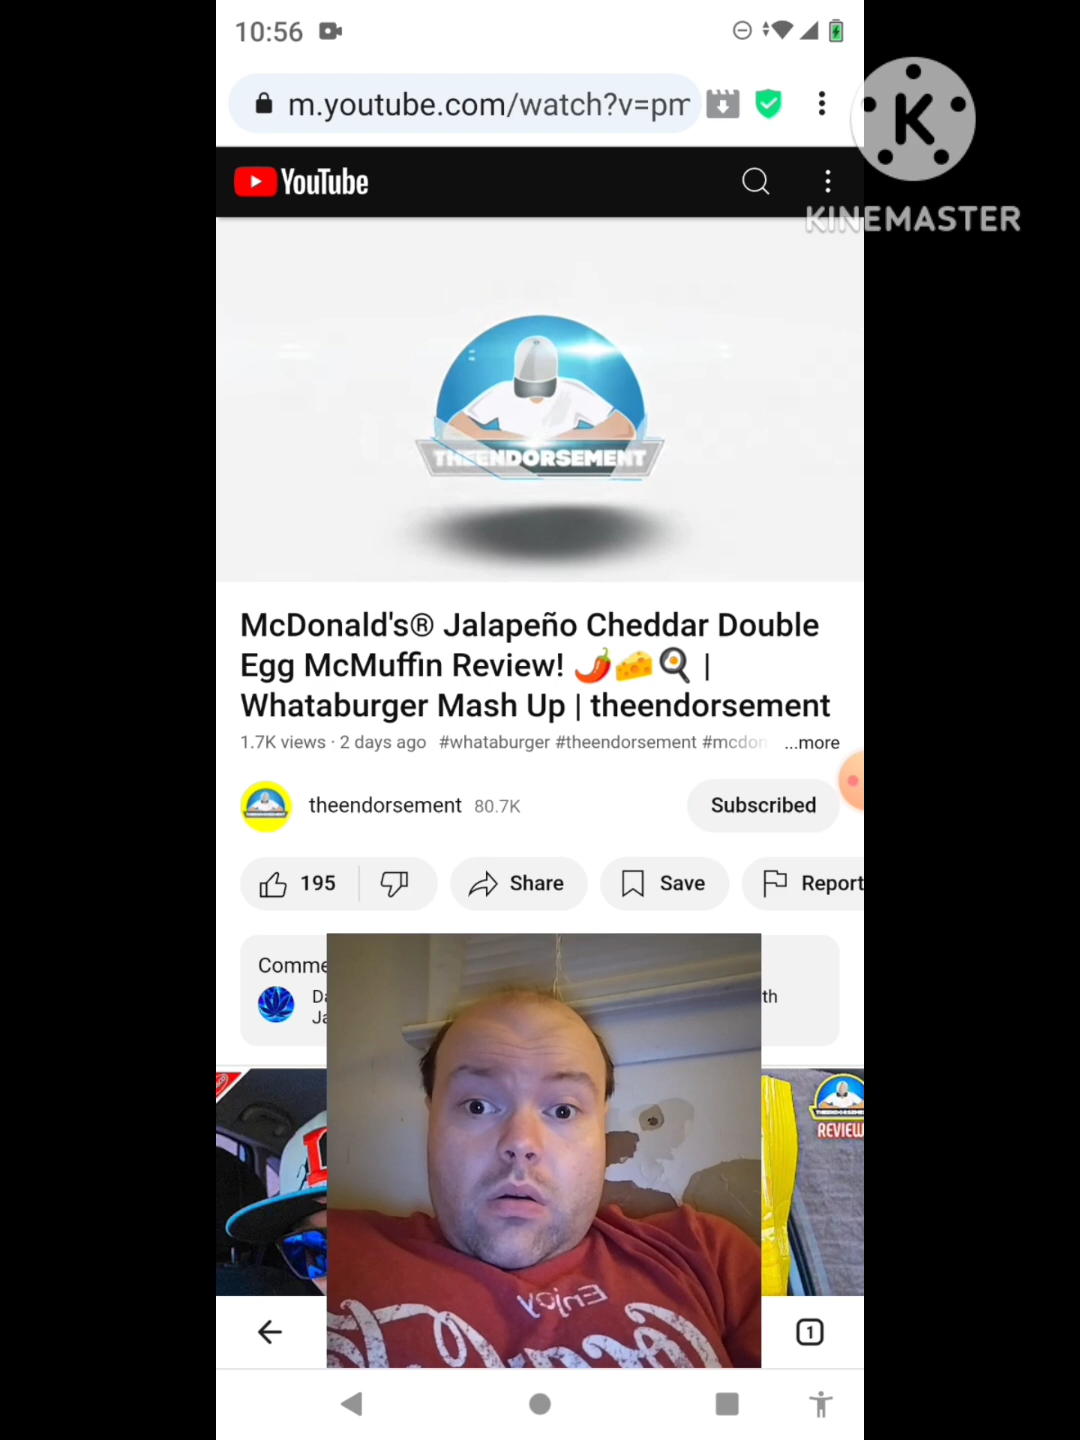 10:56
m.youtube.com/watch?v=pm
K
KINEMASTER
YouTube
THEENDORSEMENT
McDonald's® Jalapeño Cheddar Double
Egg McMuffin Review! 🌶️🧀🍳 |
Whataburger Mash Up | theendorsement
1.7K views · 2 days ago #whataburger #theendorsement #mcdon ...more
theendorsement 80.7K
Subscribed
195
Share
Save
Report
Comme
th
REVIEW
Enjoy
1